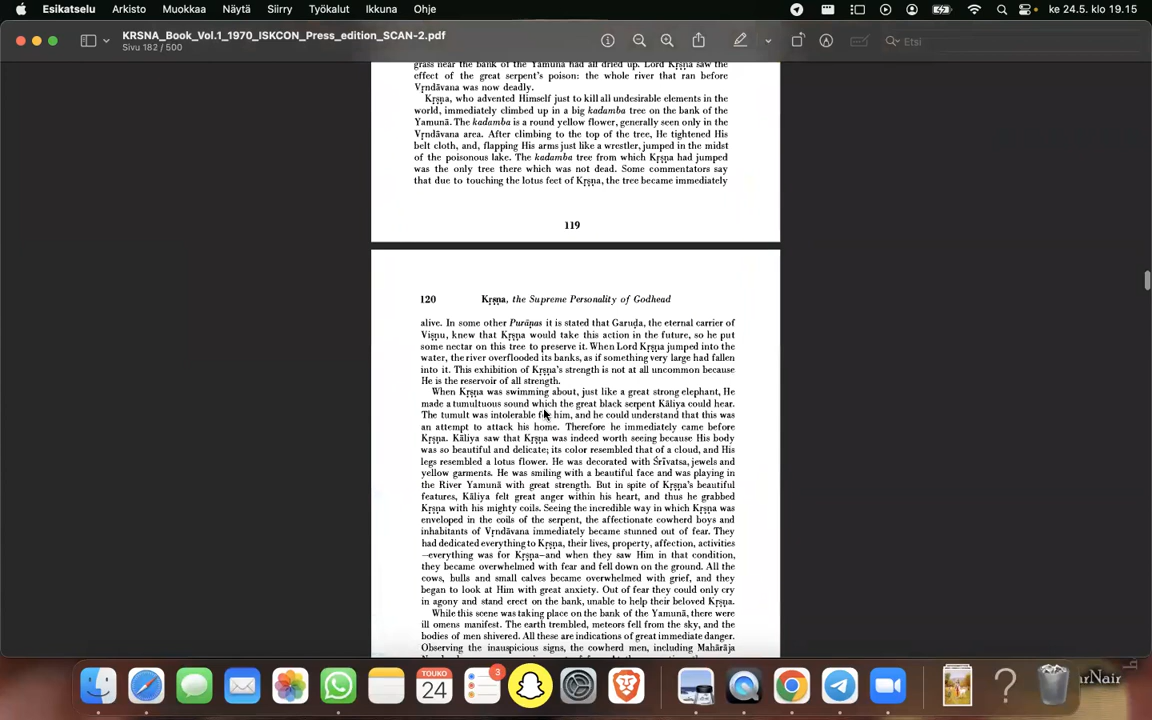 Esikatselu Arkisto Muokkaa Näytä Siirry Työkalut Ikkuna Ohje ke 24.5. klo 19.15
KRSNA_Book_Vol.1_1970_ISKCON_Press_edition_SCAN-2.pdf
Sivu 182 / 500
Etsi
grass near the bank of the Yamunā had all dried up. Lord Kṛṣṇa saw the
effect of the great serpent's poison: the whole river that ran before
Vṛndāvana was now deadly.
Kṛṣṇa, who advented Himself just to kill all undesirable elements in the
world, immediately climbed up in a big kadamba tree on the bank of the
Yamunā. The kadamba is a round yellow flower, generally seen only in the
Vṛndāvana area. After climbing to the top of the tree, He tightened His
belt cloth, and, flapping His arms just like a wrestler, jumped in the midst
of the poisonous lake. The kadamba tree from which Kṛṣṇa had jumped
was the only tree there which was not dead. Some commentators say
that due to touching the lotus feet of Kṛṣṇa, the tree became immediately
119
120 Kṛṣṇa, the Supreme Personality of Godhead
alive. In some other Purāṇas it is stated that Garuḍa, the eternal carrier of
Viṣṇu, knew that Kṛṣṇa would take this action in the future, so he put
some nectar on this tree to preserve it. When Lord Kṛṣṇa jumped into the
water, the river overflooded its banks, as if something very large had fallen
into it. This exhibition of Kṛṣṇa's strength is not at all uncommon because
He is the reservoir of all strength.
When Kṛṣṇa was swimming about, just like a great strong elephant, He
made a tumultuous sound which the great black serpent Kāliya could hear.
The tumult was intolerable for him, and he could understand that this was
an attempt to attack his home. Therefore he immediately came before
Kṛṣṇa. Kāliya saw that Kṛṣṇa was indeed worth seeing because His body
was so beautiful and delicate; its color resembled that of a cloud, and His
legs resembled a lotus flower. He was decorated with Śrīvatsa, jewels and
yellow garments. He was smiling with a beautiful face and was playing in
the River Yamunā with great strength. But in spite of Kṛṣṇa's beautiful
features, Kāliya felt great anger within his heart, and thus he grabbed
Kṛṣṇa with his mighty coils. Seeing the incredible way in which Kṛṣṇa was
enveloped in the coils of the serpent, the affectionate cowherd boys and
inhabitants of Vṛndāvana immediately became stunned out of fear. They
had dedicated everything to Kṛṣṇa, their lives, property, affection, activities
—everything was for Kṛṣṇa—and when they saw Him in that condition,
they became overwhelmed with fear and fell down on the ground. All the
cows, bulls and small calves became overwhelmed with grief, and they
began to look at Him with great anxiety. Out of fear they could only cry
in agony and stand erect on the bank, unable to help their beloved Kṛṣṇa.
While this scene was taking place on the bank of the Yamunā, there were
ill omens manifest. The earth trembled, meteors fell from the sky, and the
bodies of men shivered. All these are indications of great immediate danger.
Observing the inauspicious signs, the cowherd men, including Mahārāja
TOUKO
24
3
arNair